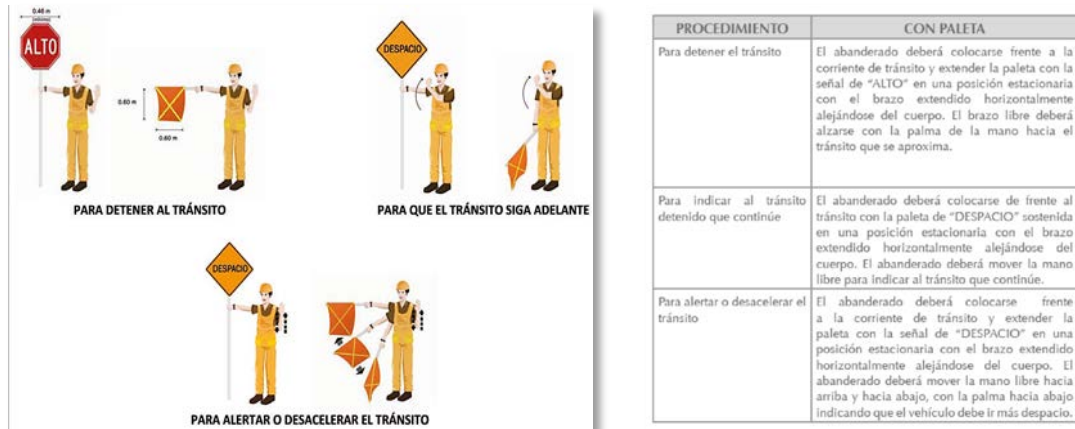 0.46 m
(mínimo)
ALTO
0.60 m
0.60 m
DESPACIO
PARA DETENER AL TRÁNSITO
PARA QUE EL TRÁNSITO SIGA ADELANTE
DESPACIO
PARA ALERTAR O DESACELERAR EL TRÁNSITO
PROCEDIMIENTO
CON PALETA
Para detener el tránsito
El abanderado deberá colocarse frente a la
corriente de tránsito y extender la paleta con la
señal de “ALTO” en una posición estacionaria
con el brazo extendido horizontalmente
alejándose del cuerpo. El brazo libre deberá
alzarse con la palma de la mano hacia el
tránsito que se aproxima.
Para indicar al tránsito
detenido que continúe
El abanderado deberá colocarse de frente al
tránsito con la paleta de “DESPACIO” sostenida
en una posición estacionaria con el brazo
extendido horizontalmente alejándose del
cuerpo. El abanderado deberá mover la mano
libre para indicar al tránsito que continúe.
Para alertar o desacelerar el
tránsito
El abanderado deberá colocarse frente
a la corriente de tránsito y extender la
paleta con la señal de “DESPACIO” en una
posición estacionaria con el brazo extendido
horizontalmente alejándose del cuerpo. El
abanderado deberá mover la mano libre hacia
arriba y hacia abajo, con la palma hacia abajo
indicando que el vehículo debe ir más despacio.